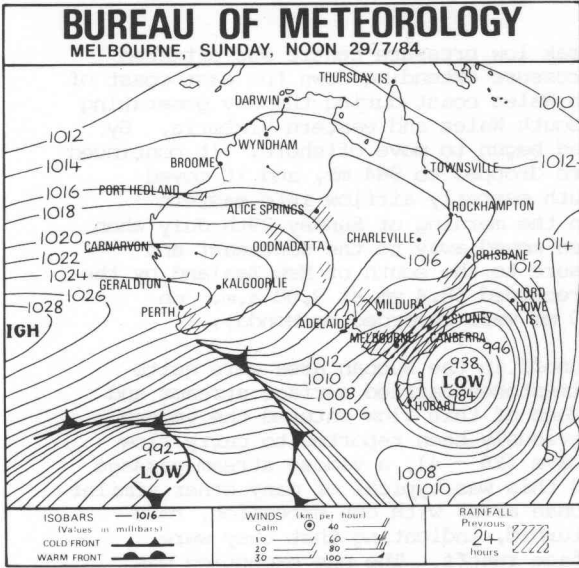 BUREAU OF METEOROLOGY
MELBOURNE, SUNDAY, NOON 29/7/84
THURSDAY IS.
DARWIN
1010
WYNDHAM
1012
1014
BROOME
TOWNSVILLE
1012
1016
PORT HEDLAND
1018
ALICE SPRINGS
ROCKHAMPTON
1020
CARNARVON
OODNADATTA
CHARLEVILLE
1014
1022
1016
BRISBANE
1012
1024
GERALDTON
KALGOORLIE
1026
1028
MILDURA
LORD
HOWE
IS.
PERTH
ADELAIDE
SYDNEY
IGH
MELBOURNE
CANBERRA
996
1012
938
1010
LOW
1008
984
1006
HOBART
992
LOW
1008
1010
ISOBARS 1016
(Values in millibars)
COLD FRONT
WARM FRONT
WINDS (km per hour)
Calm 40
10 60
20 80
30 100
RAINFALL
Previous
24
hours